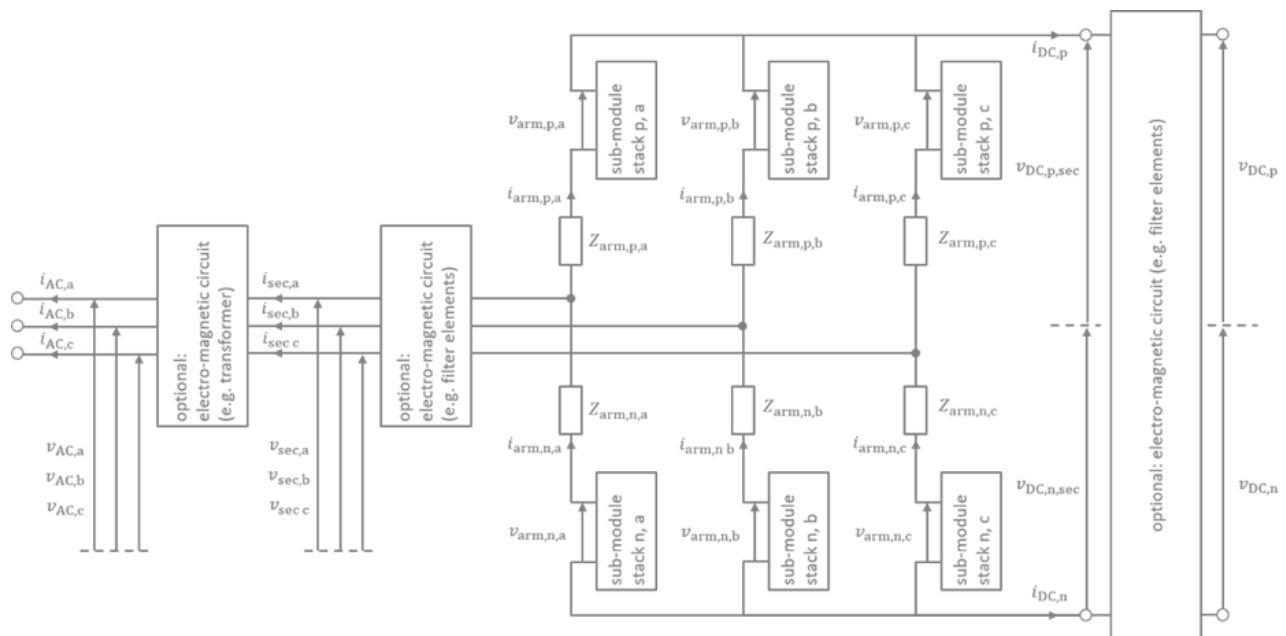 i_DC,p
sub-module
stack p, a
sub-module
stack p, b
sub-module
stack p, c
v_arm,p,a
v_arm,p,b
v_arm,p,c
v_DC,p,sec
v_DC,p
i_arm,p,a
i_arm,p,b
i_arm,p,c
Z_arm,p,a
Z_arm,p,b
Z_arm,p,c
optional: electro-magnetic circuit (e.g. filter elements)
i_AC,a
i_AC,b
i_AC,c
optional:
electro-magnetic circuit
(e.g. transformer)
i_sec,a
i_sec,b
i_sec c
optional:
electro-magnetic circuit
(e.g. filter elements)
Z_arm,n,a
Z_arm,n,b
Z_arm,n,c
i_arm,n,a
i_arm,n b
i_arm,n,c
v_AC,a
v_AC,b
v_AC,c
v_sec,a
v_sec,b
v_sec c
v_arm,n,a
v_arm,n,b
v_arm,n,c
sub-module
stack n, a
sub-module
stack n, b
sub-module
stack n, c
v_DC,n,sec
v_DC,n
i_DC,n